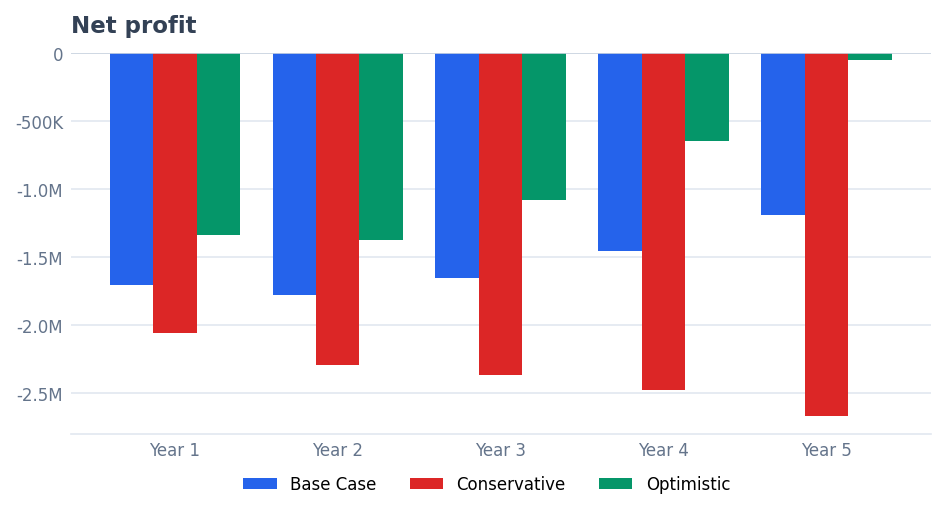 Net profit
0
-500K
-1.0M
-1.5M
-2.0M
-2.5M
Year 1 Year 2 Year 3 Year 4 Year 5
Base Case Conservative Optimistic